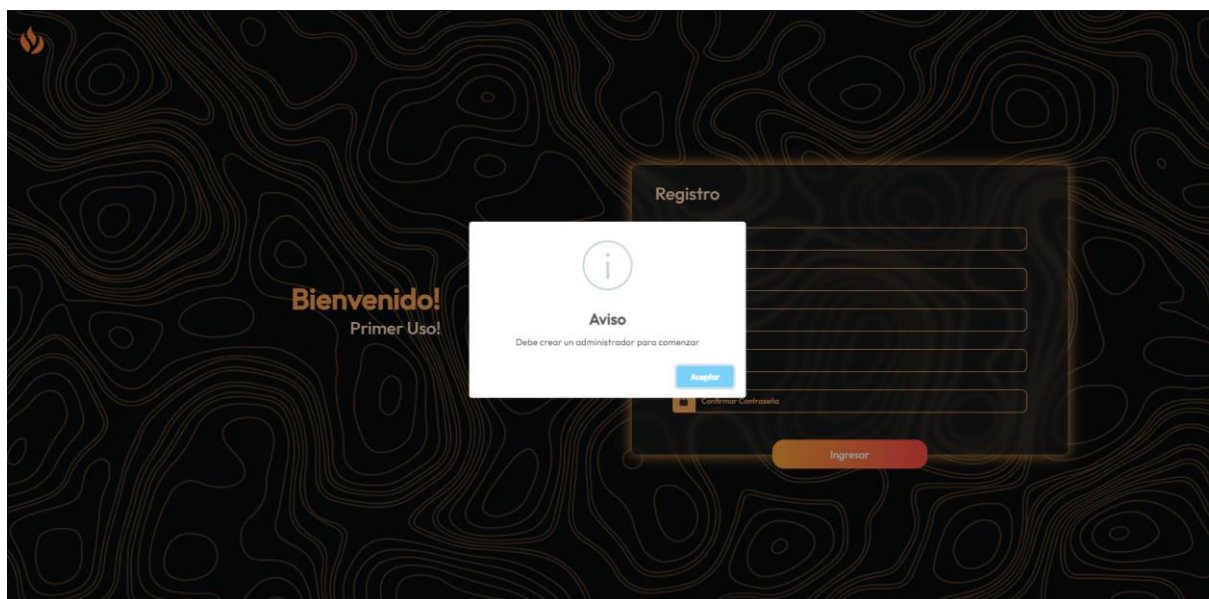 Registro
Bienvenido!
Primer Uso!
Aviso
Debe crear un administrador para comenzar
Aceptar
Confirmar Contraseña
Ingresar